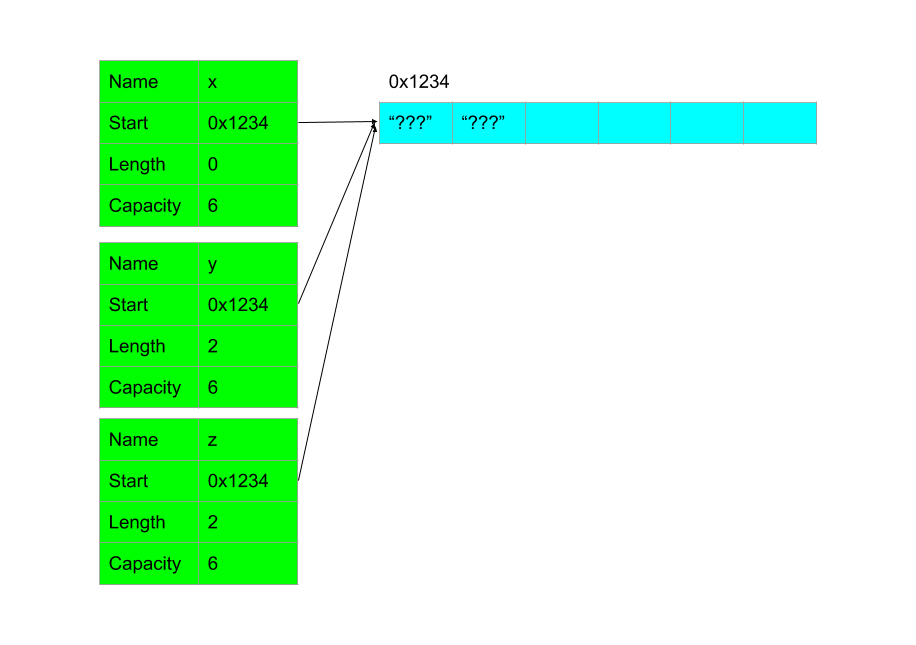 Name x
Start 0x1234
Length 0
Capacity 6
0x1234
“???” “???”
Name y
Start 0x1234
Length 2
Capacity 6
Name z
Start 0x1234
Length 2
Capacity 6